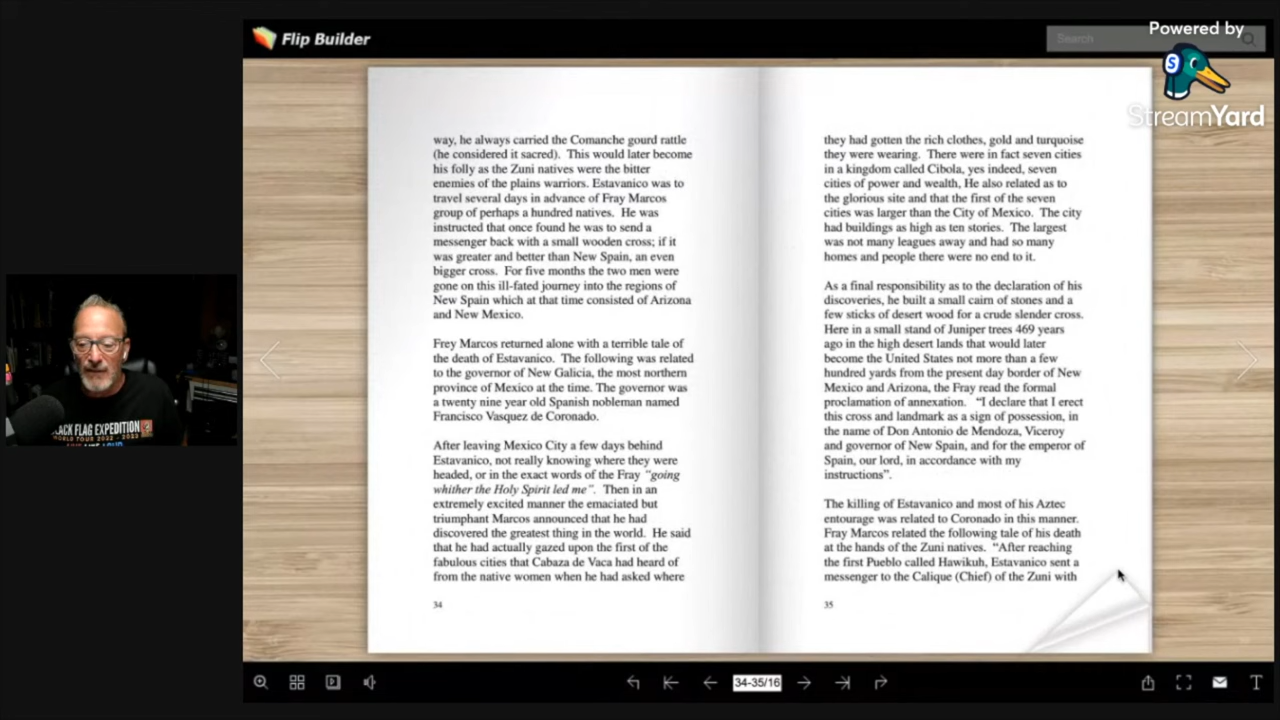 Flip Builder
Search
Powered by
S
StreamYard
way, he always carried the Comanche gourd rattle
(he considered it sacred). This would later become
his folly as the Zuni natives were the bitter
enemies of the plains warriors. Estavanico was to
travel several days in advance of Fray Marcos
group of perhaps a hundred natives. He was
instructed that once found he was to send a
messenger back with a small wooden cross; if it
was greater and better than New Spain, an even
bigger cross. For five months the two men were
gone on this ill-fated journey into the regions of
New Spain which at that time consisted of Arizona
and New Mexico.
Frey Marcos returned alone with a terrible tale of
the death of Estavanico. The following was related
to the governor of New Galicia, the most northern
province of Mexico at the time. The governor was
a twenty nine year old Spanish nobleman named
Francisco Vasquez de Coronado.
After leaving Mexico City a few days behind
Estavanico, not really knowing where they were
headed, or in the exact words of the Fray "going
whither the Holy Spirit led me". Then in an
extremely excited manner the emaciated but
triumphant Marcos announced that he had
discovered the greatest thing in the world. He said
that he had actually gazed upon the first of the
fabulous cities that Cabaza de Vaca had heard of
from the native women when he had asked where
34
they had gotten the rich clothes, gold and turquoise
they were wearing. There were in fact seven cities
in a kingdom called Cibola, yes indeed, seven
cities of power and wealth, He also related as to
the glorious site and that the first of the seven
cities was larger than the City of Mexico. The city
had buildings as high as ten stories. The largest
was not many leagues away and had so many
homes and people there were no end to it.
As a final responsibility as to the declaration of his
discoveries, he built a small cairn of stones and a
few sticks of desert wood for a crude slender cross.
Here in a small stand of Juniper trees 469 years
ago in the high desert lands that would later
become the United States not more than a few
hundred yards from the present day border of New
Mexico and Arizona, the Fray read the formal
proclamation of annexation. "I declare that I erect
this cross and landmark as a sign of possession, in
the name of Don Antonio de Mendoza, Viceroy
and governor of New Spain, and for the emperor of
Spain, our lord, in accordance with my
instructions".
The killing of Estavanico and most of his Aztec
entourage was related to Coronado in this manner.
Fray Marcos related the following tale of his death
at the hands of the Zuni natives. "After reaching
the first Pueblo called Hawikuh, Estavanico sent a
messenger to the Calique (Chief) of the Zuni with
35
LACK FLAG EXPEDITION
WORLD TOUR 2022 - 2023
34-35/16
T